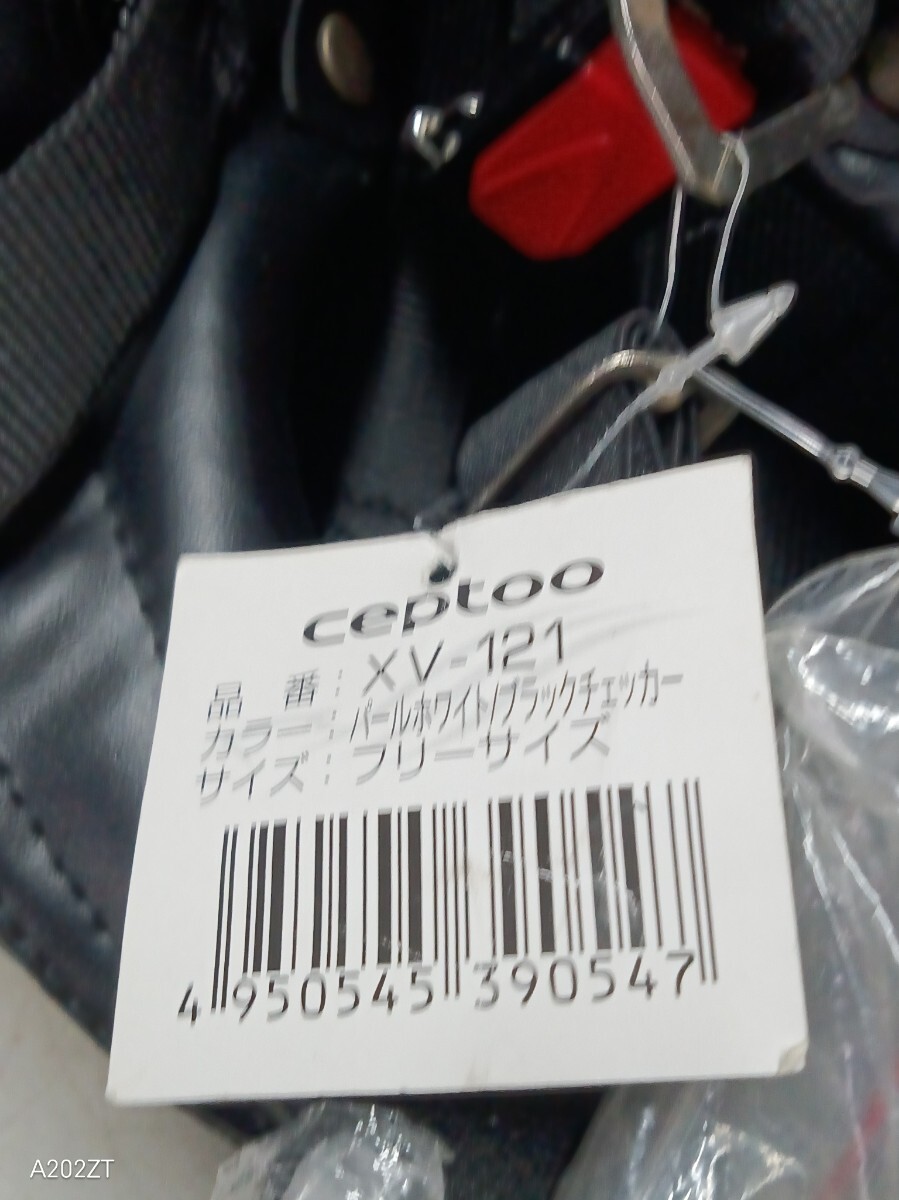 ceptoo
品　番：XV-121
カラー：パールホワイト/ブラックチェッカー
サイズ：フリーサイズ
4 950545 390547
A202ZT